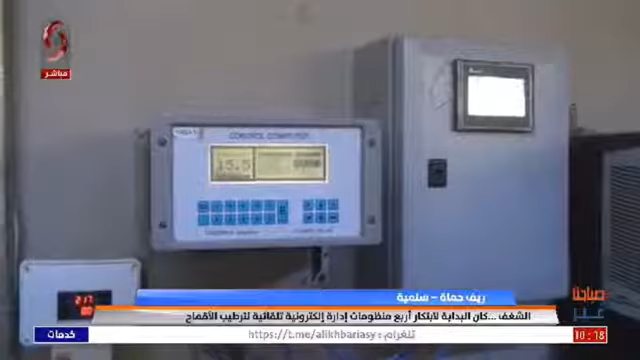 مباشر
CONTROL COMPUTER
15.5
ريف حماة – سلمية
الشغف ...كان البداية لابتكار أربع منظومات إدارة إلكترونية تلقائية لترطيب الأقماح
صباحنا غير
خدمات
تلغرام: https://t.me/alikhbariasy
10:18